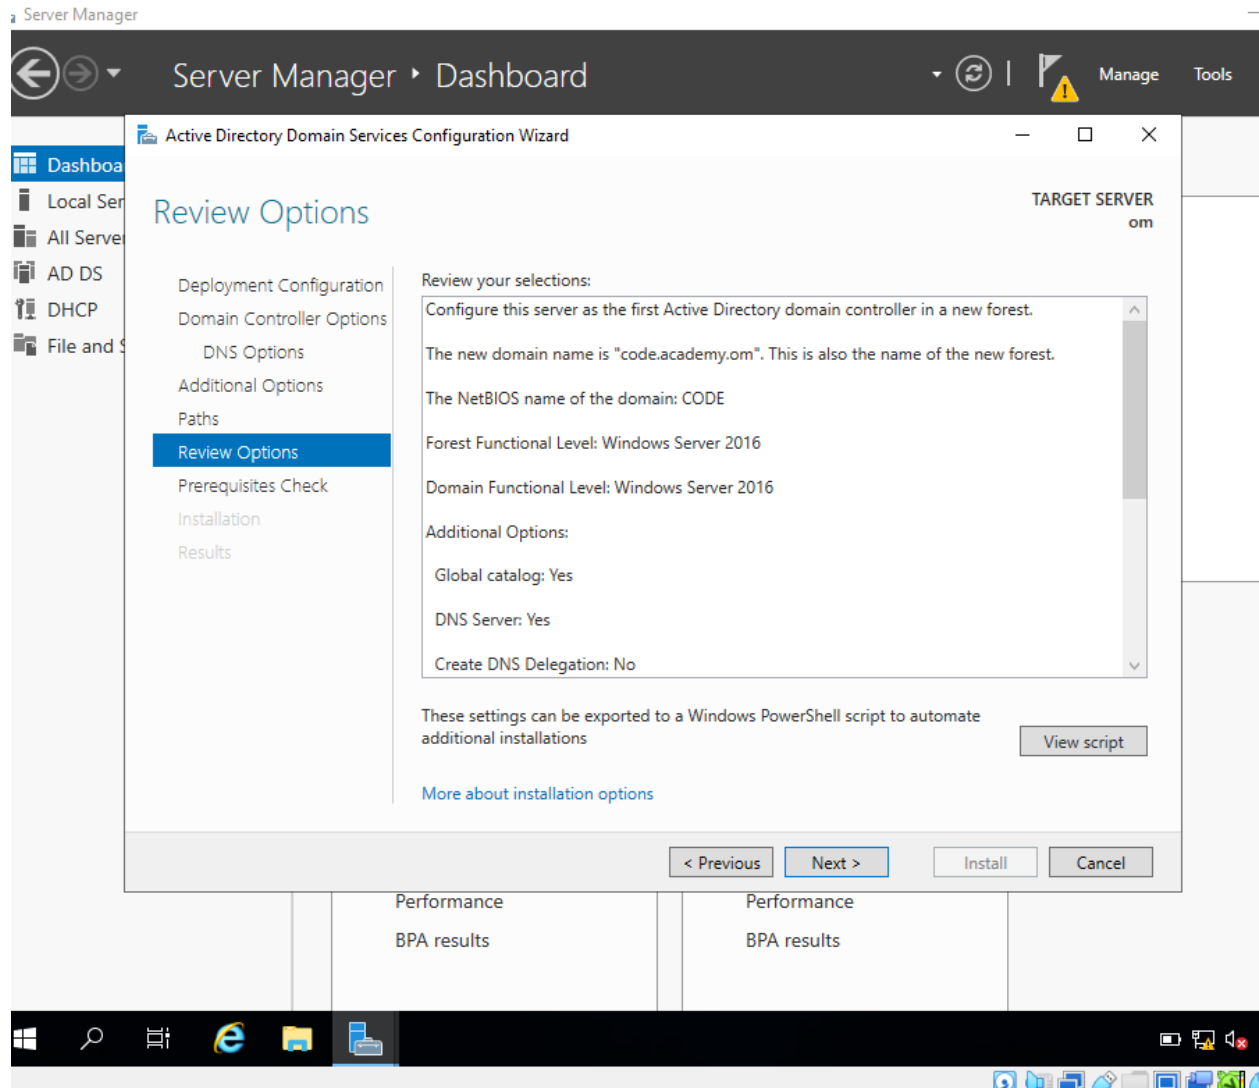 Server Manager
Server Manager • Dashboard
Manage
Tools
Active Directory Domain Services Configuration Wizard
Dashboa
Local Ser
All Server
AD DS
DHCP
File and S
Review Options
TARGET SERVER
om
Deployment Configuration
Domain Controller Options
DNS Options
Additional Options
Paths
Review Options
Prerequisites Check
Installation
Results
Review your selections:
Configure this server as the first Active Directory domain controller in a new forest.
The new domain name is "code.academy.om". This is also the name of the new forest.
The NetBIOS name of the domain: CODE
Forest Functional Level: Windows Server 2016
Domain Functional Level: Windows Server 2016
Additional Options:
Global catalog: Yes
DNS Server: Yes
Create DNS Delegation: No
These settings can be exported to a Windows PowerShell script to automate
additional installations
View script
More about installation options
< Previous
Next >
Install
Cancel
Performance
BPA results
Performance
BPA results